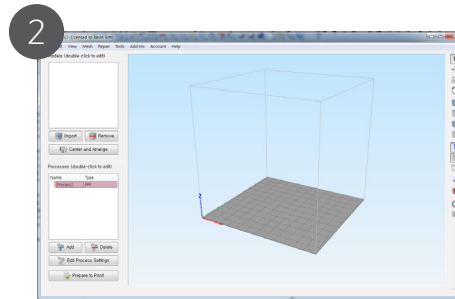 2
(Licensed to
View Mesh Repair Tools Add-Ins Account Help
Models (double-click to edit)
Import Remove
Center and Arrange
Processes (double-click to edit)
Name Type
Process1 FFF
Add Delete
Edit Process Settings
Prepare to Print!
Z